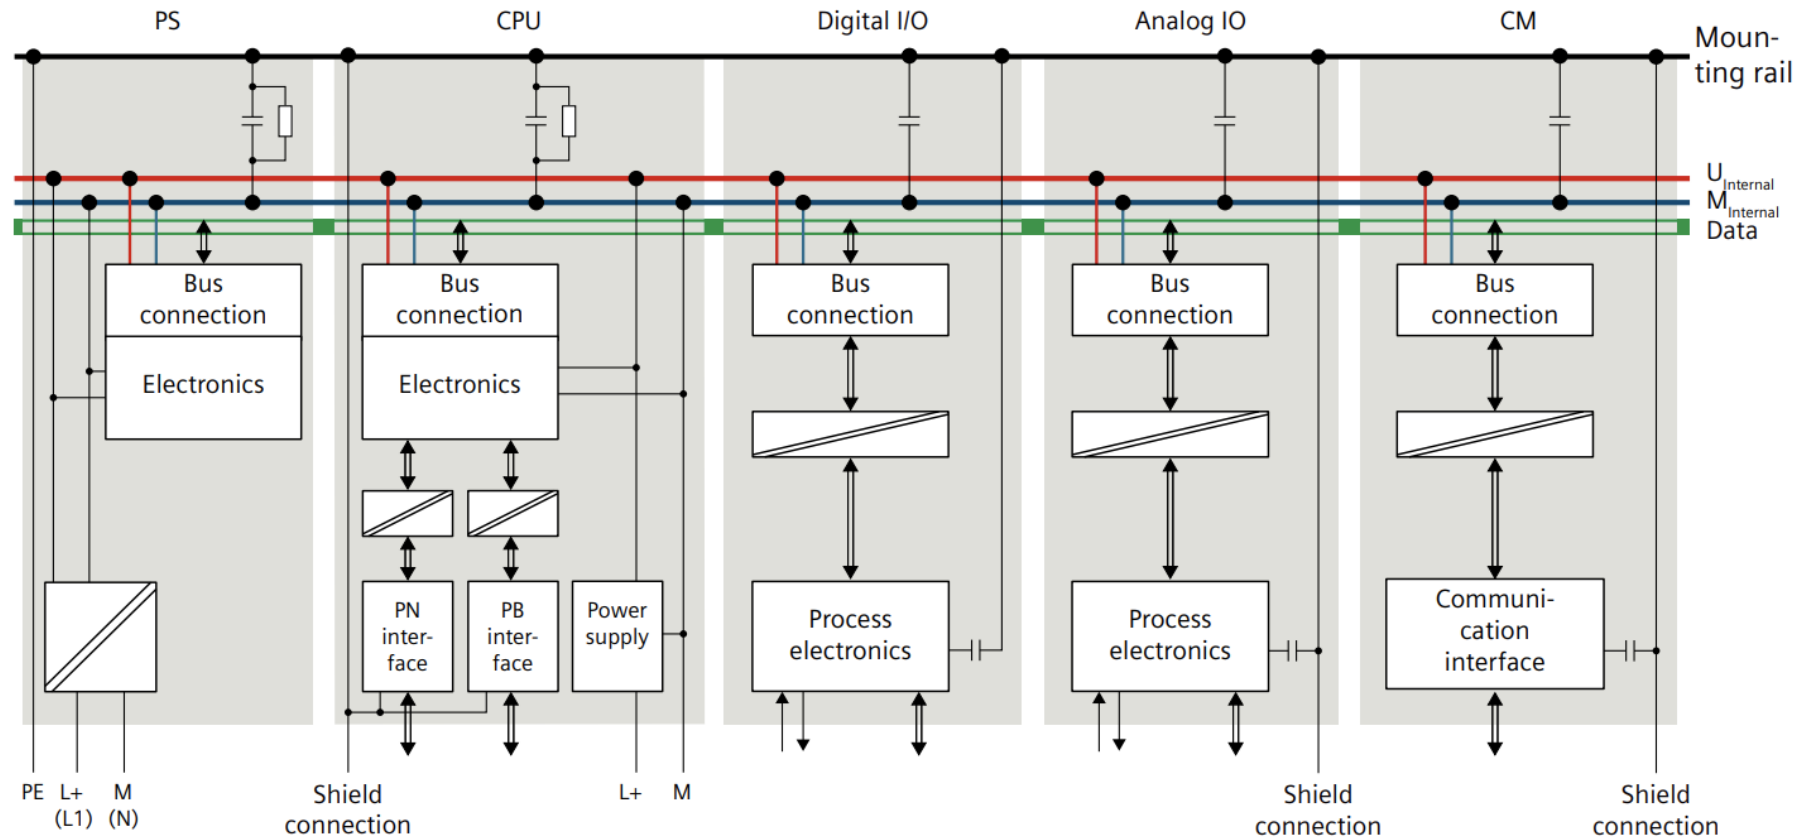 PS
CPU
Digital I/O
Analog IO
CM
Moun-
ting rail
U Internal
M Internal
Data
Bus
connection
Electronics
Bus
connection
Electronics
Bus
connection
Bus
connection
Bus
connection
PN
inter-
face
PB
inter-
face
Power
supply
Process
electronics
Process
electronics
Communi-
cation
interface
PE
L+
(L1)
M
(N)
Shield
connection
L+
M
Shield
connection
Shield
connection